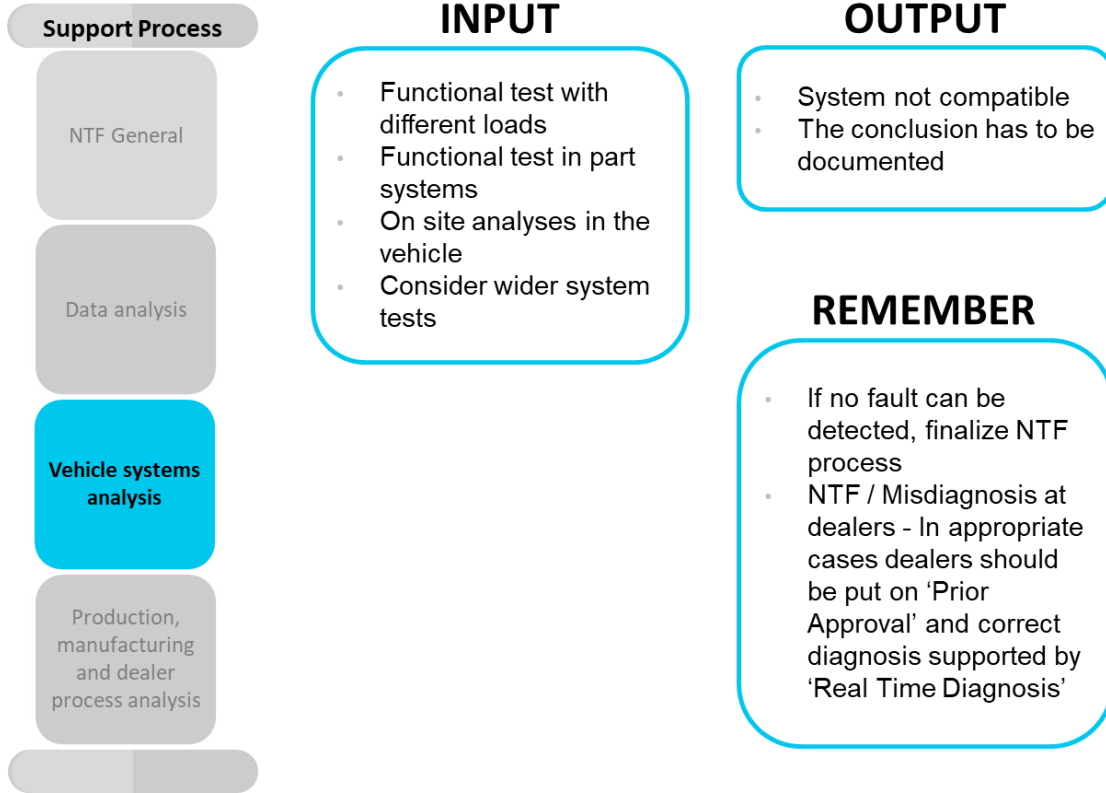 Support Process
NTF General
Data analysis
Vehicle systems
analysis
Production,
manufacturing
and dealer
process analysis
INPUT
• Functional test with
different loads
• Functional test in part
systems
• On site analyses in the
vehicle
• Consider wider system
tests
OUTPUT
• System not compatible
• The conclusion has to be
documented
REMEMBER
• If no fault can be
detected, finalize NTF
process
• NTF / Misdiagnosis at
dealers - In appropriate
cases dealers should
be put on ‘Prior
Approval’ and correct
diagnosis supported by
‘Real Time Diagnosis’